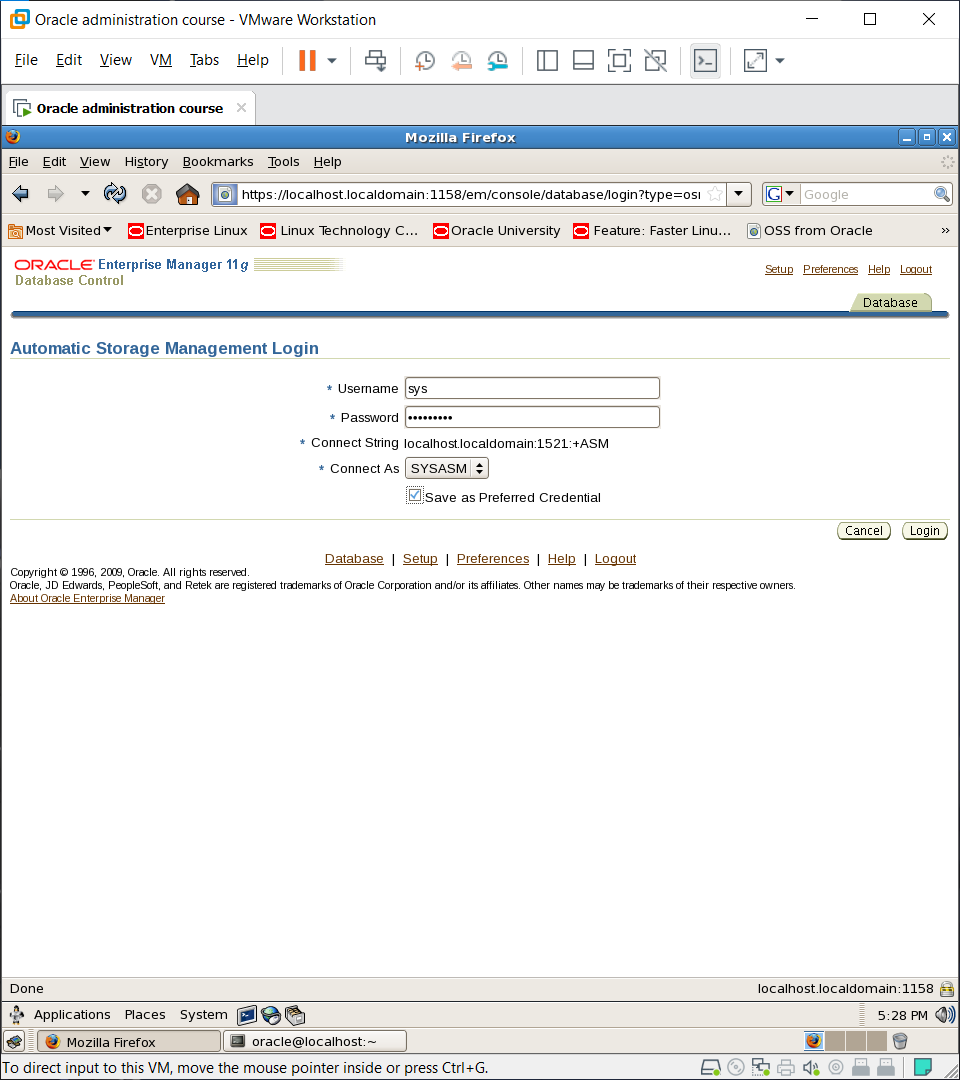 Oracle administration course - VMware Workstation
File Edit View VM Tabs Help
Oracle administration course
Mozilla Firefox
File Edit View History Bookmarks Tools Help
https://localhost.localdomain:1158/em/console/database/login?type=osm
Google
Most Visited Enterprise Linux Linux Technology C... Oracle University Feature: Faster Linu... OSS from Oracle »
ORACLE Enterprise Manager 11g
Database Control
Setup Preferences Help Logout
Database
Automatic Storage Management Login
* Username sys
* Password •••••••••
* Connect String localhost.localdomain:1521:+ASM
* Connect As SYSASM
Save as Preferred Credential
Cancel Login
Database | Setup | Preferences | Help | Logout
Copyright © 1996, 2009, Oracle. All rights reserved.
Oracle, JD Edwards, PeopleSoft, and Retek are registered trademarks of Oracle Corporation and/or its affiliates. Other names may be trademarks of their respective owners.
About Oracle Enterprise Manager
Done localhost.localdomain:1158
Applications Places System 5:28 PM
Mozilla Firefox oracle@localhost:~
To direct input to this VM, move the mouse pointer inside or press Ctrl+G.